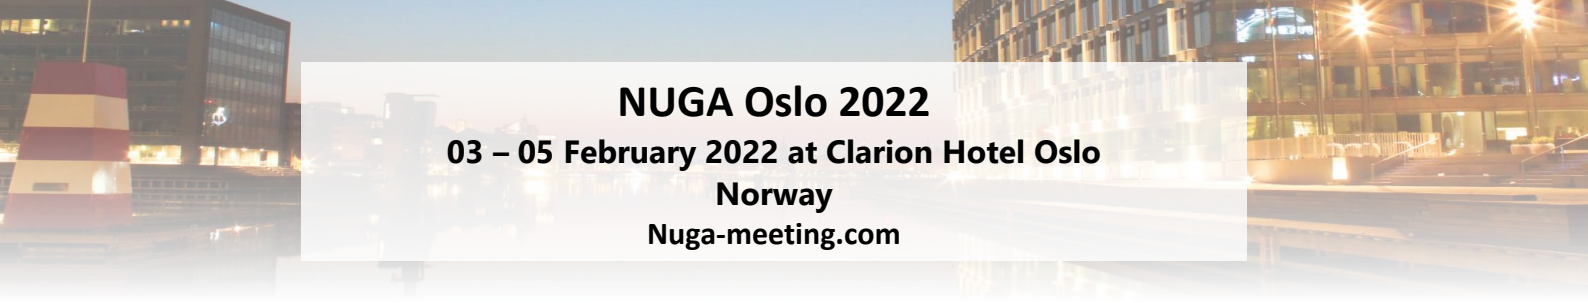 NUGA Oslo 2022
03 – 05 February 2022 at Clarion Hotel Oslo
Norway
Nuga-meeting.com